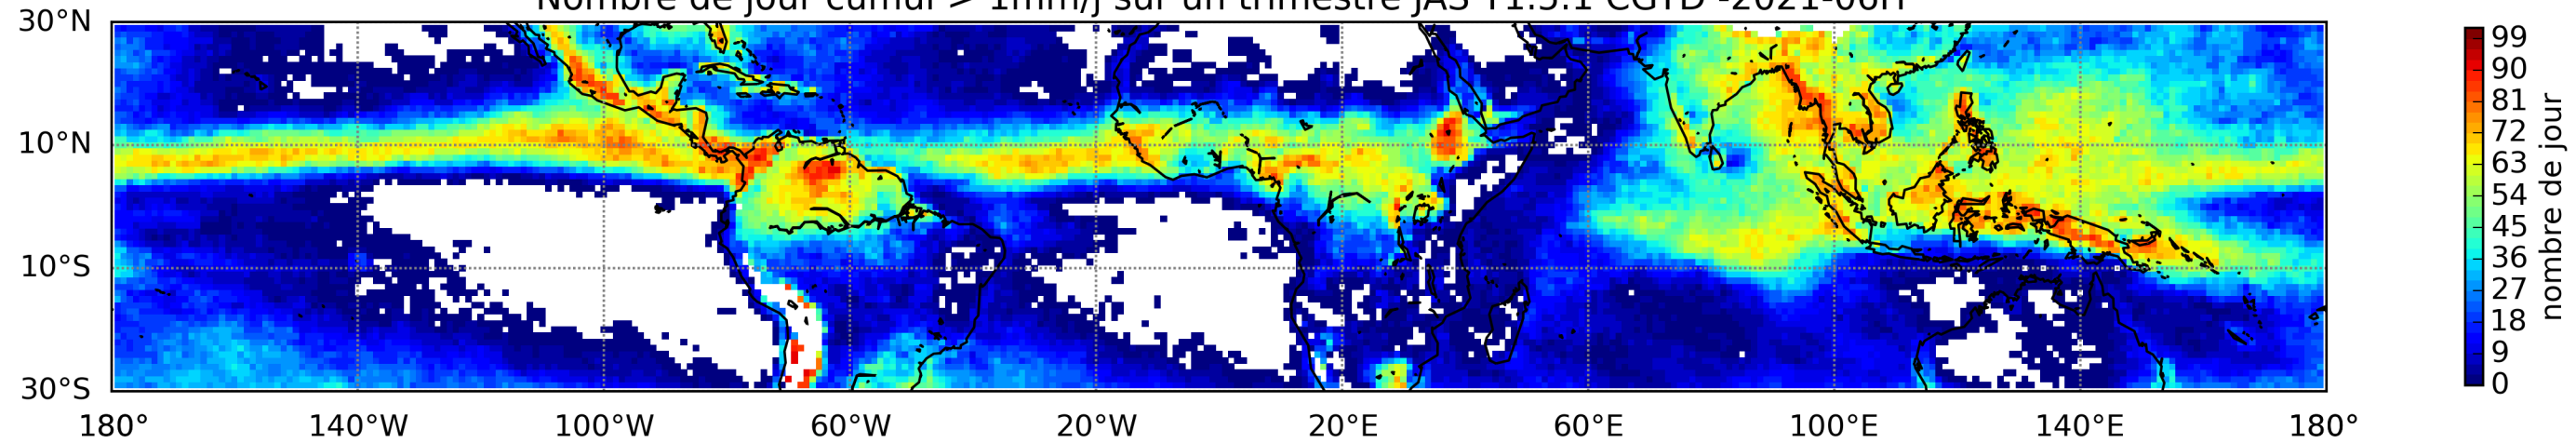 Nombre de jour cumul > 1mm/j sur un trimestre JAS T1.5.1 CGTD -2021-06H
30°N
10°N
10°S
30°S
180°
140°W
100°W
60°W
20°W
20°E
60°E
100°E
140°E
180°
99
90
81
72
63
54
45
36
27
18
9
0
nombre de jour